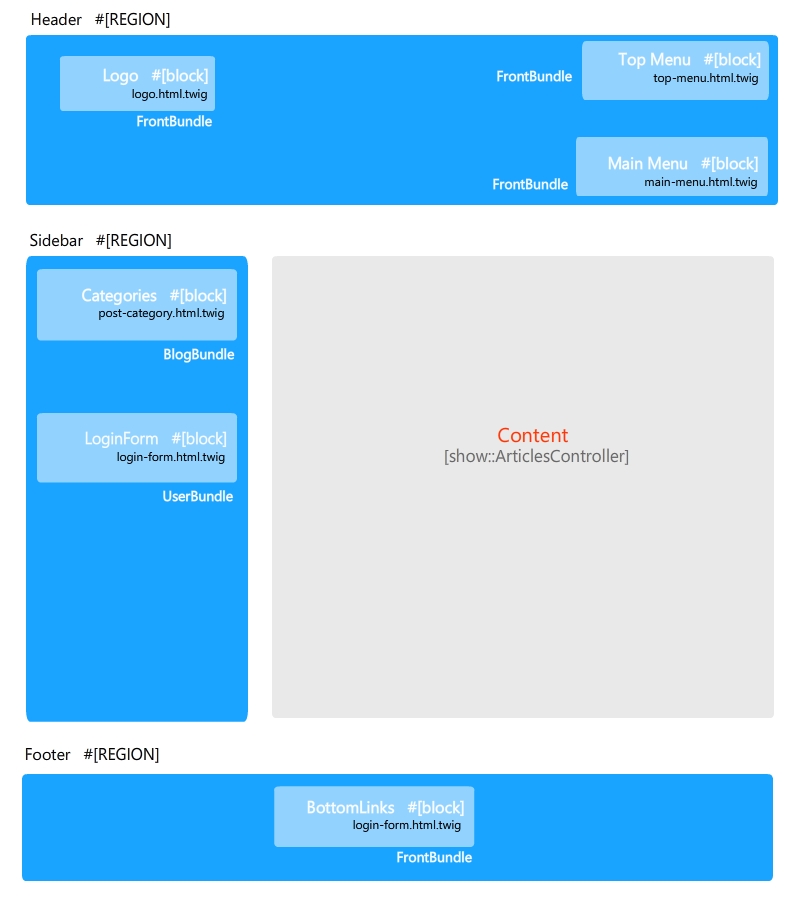 Header #[REGION]
Logo #[block]
logo.html.twig
FrontBundle
Top Menu #[block]
top-menu.html.twig
FrontBundle
Main Menu #[block]
main-menu.html.twig
FrontBundle
Sidebar #[REGION]
Categories #[block]
post-category.html.twig
BlogBundle
LoginForm #[block]
login-form.html.twig
UserBundle
Content
[show::ArticlesController]
Footer #[REGION]
BottomLinks #[block]
login-form.html.twig
FrontBundle